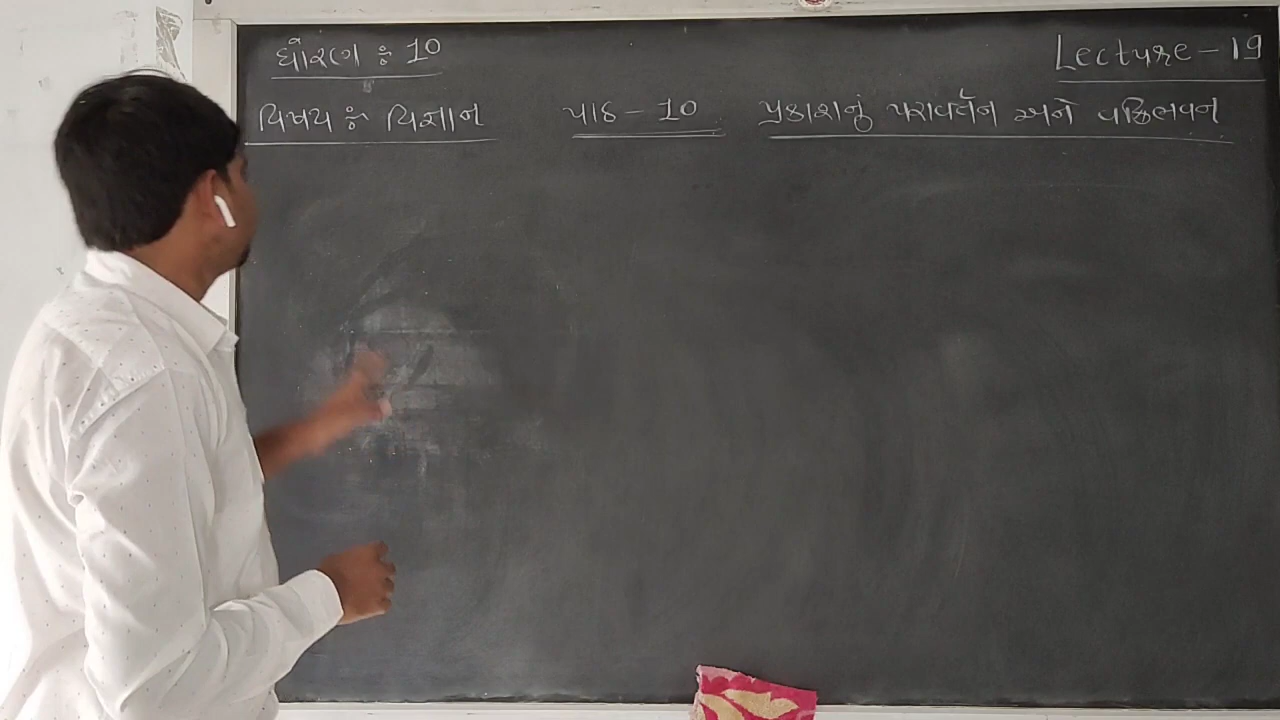 ધોરણ ઃ 10 Lecture - 19
વિષય ઃ વિજ્ઞાન પાઠ - 10 પ્રકાશનું પરાવર્તન અને વક્રિભવન